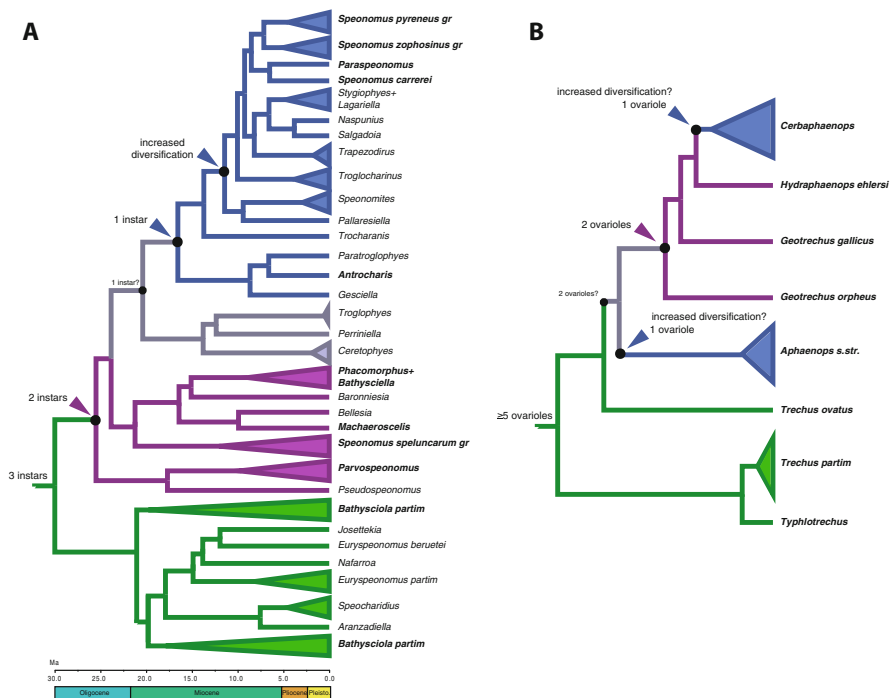 A
Speonomus pyreneus gr
Speonomus zophosinus gr
Paraspeonomus
Speonomus carrerei
Stygiophyes+
Lagariella
Naspunius
Salgadoia
Trapezodirus
Troglocharinus
Speonomites
Pallaresiella
Trocharanis
Paratroglophyes
Antrocharis
Gesciella
Troglophyes
Perriniella
Ceretophyes
Phacomorphus+
Bathysciella
Baronniesia
Bellesia
Machaeroscelis
Speonomus speluncarum gr
Parvospeonomus
Pseudospeonomus
Bathysciola partim
Josettekia
Euryspeonomus beruetei
Nafarroa
Euryspeonomus partim
Speocharidius
Aranzadiella
Bathysciola partim
increased
diversification
1 instar
1 instar?
2 instars
3 instars
Ma
30.0 25.0 20.0 15.0 10.0 5.0 0.0
Oligocene Miocene Pliocene Pleisto.
B
increased diversification?
1 ovariole
Cerbaphaenops
Hydraphaenops ehlersi
2 ovarioles
Geotrechus gallicus
2 ovarioles?
Geotrechus orpheus
increased diversification?
1 ovariole
Aphaenops s.str.
≥5 ovarioles
Trechus ovatus
Trechus partim
Typhlotrechus